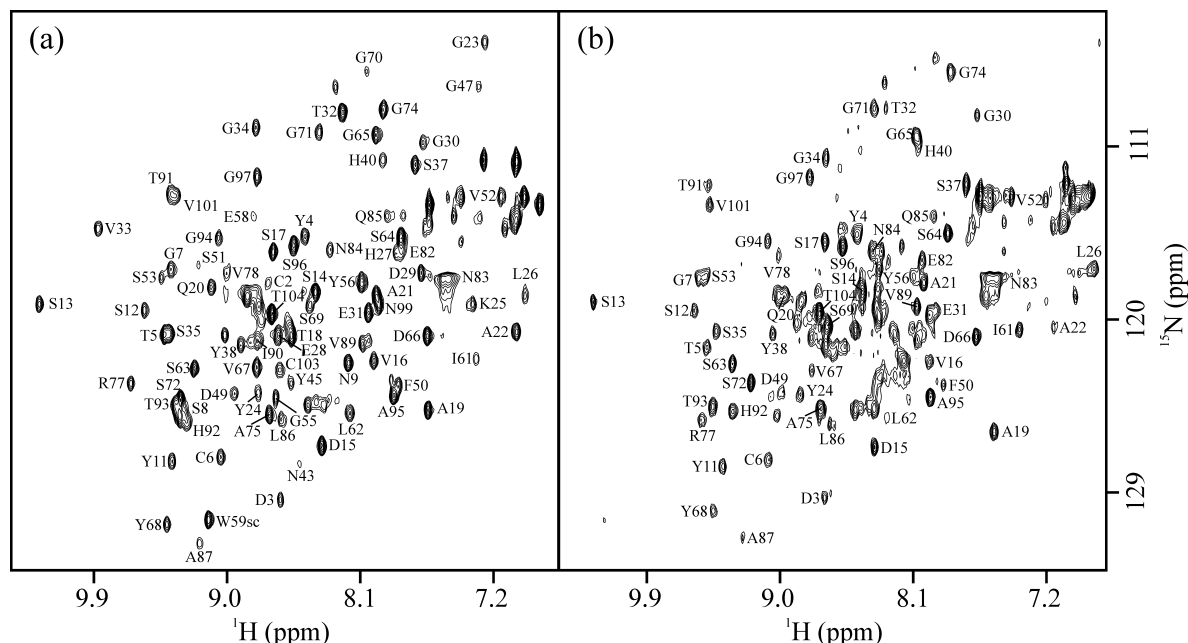 (a)
G23
G70
G47
T32
G74
G34
G71
G65
G30
H40
S37
G97
T91
V101
V52
E58
Q85
V33
Y4
G94
S17
S64
E82
G7
S51
S96
N84
H27
S53
V78
C2
S14
Y56
D29
N83
L26
Q20
T104
A21
S13
S12
S69
E31
N99
K25
T5
S35
T18
D66
A22
Y38
I90
E28
V89
S63
V67
C103
V16
I61
Y45
N9
R77
S72
D49
F50
T93
S8
Y24
G55
A95
A19
H92
A75
L86
L62
D15
Y11
C6
N43
D3
Y68
W59sc
A87
9.9
9.0
8.1
7.2
1H (ppm)
(b)
G74
G71
T32
G30
G65
H40
G34
G97
S37
T91
V101
V52
Q85
Y4
G94
S17
N84
S64
S96
E82
L26
G7
S53
V78
S14
Y56
A21
N83
S13
S12
T104
V89
E31
Q20
S69
S35
T5
Y38
D66
I61
A22
S63
V67
V16
S72
D49
F50
Y24
A95
T93
H92
A75
L62
R77
L86
A19
D15
Y11
C6
D3
Y68
A87
9.9
9.0
8.1
7.2
1H (ppm)
111
120
129
15N (ppm)